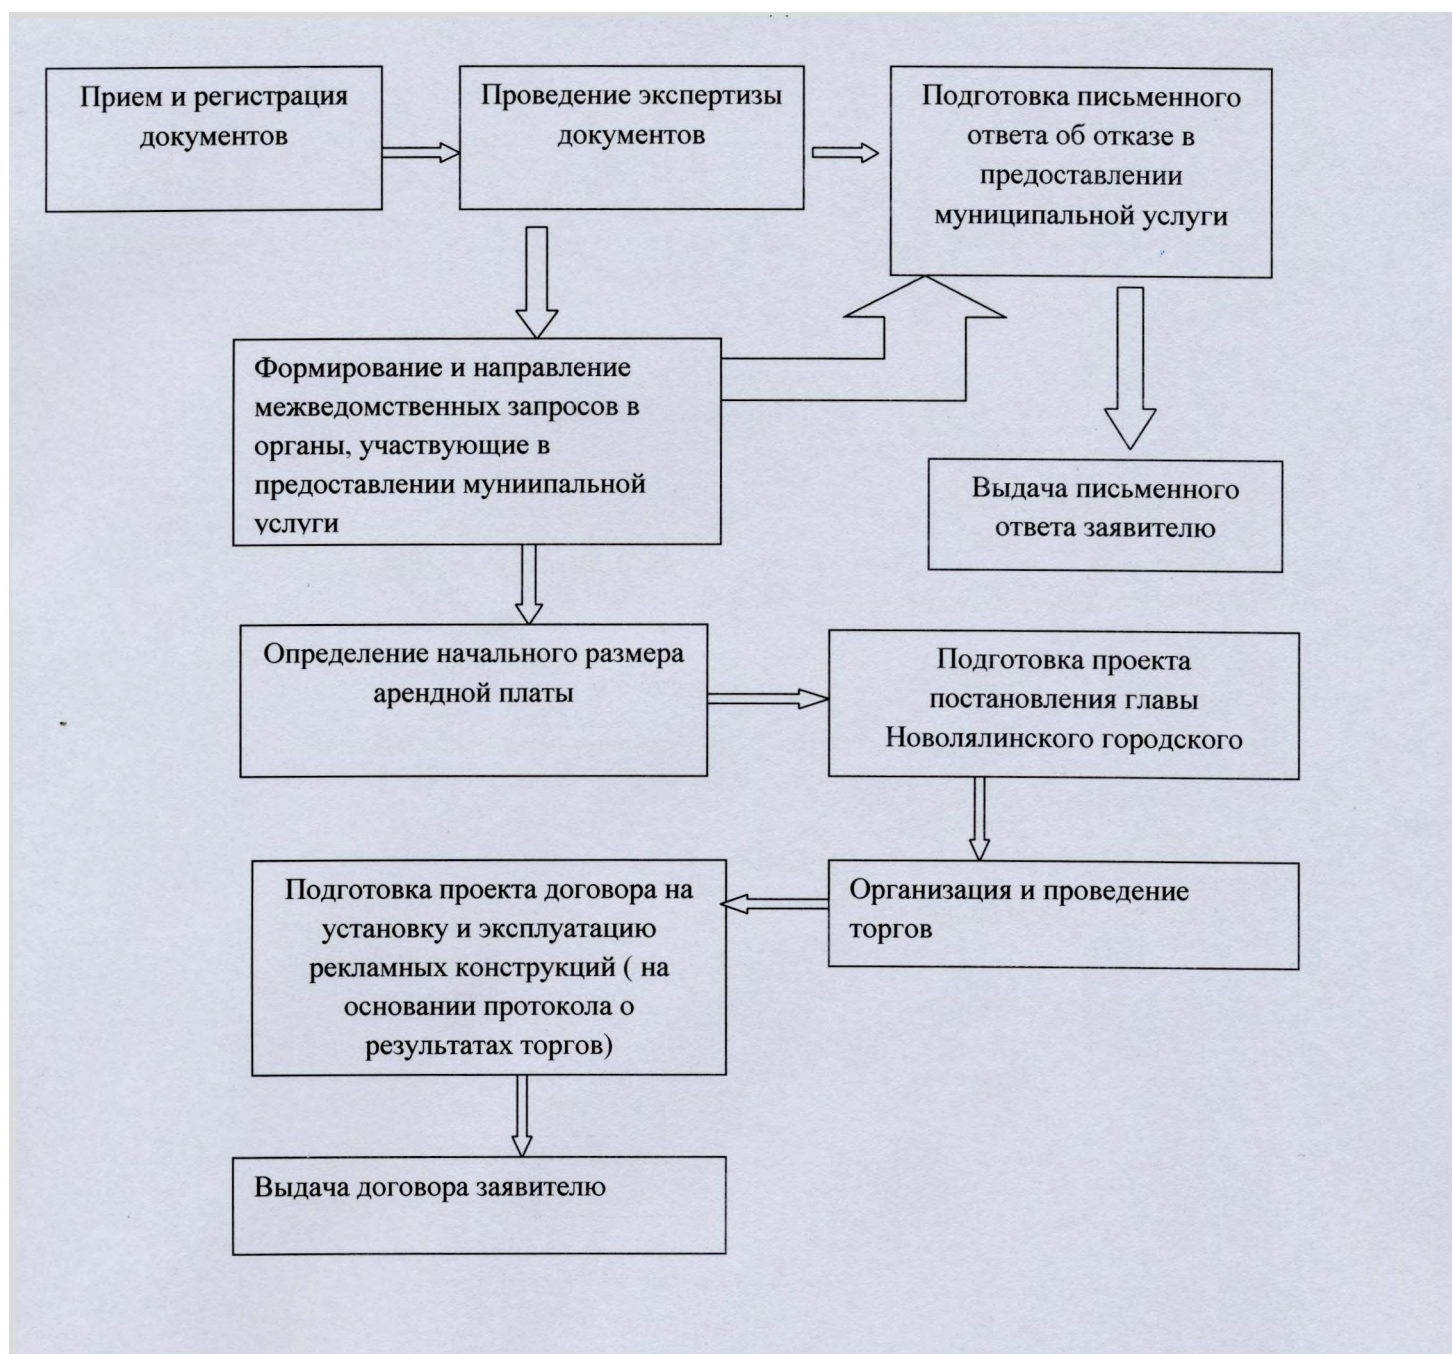 Прием и регистрация
документов
Проведение экспертизы
документов
Подготовка письменного
ответа об отказе в
предоставлении
муниципальной услуги
Формирование и направление
межведомственных запросов в
органы, участвующие в
предоставлении муниипальной
услуги
Выдача письменного
ответа заявителю
Определение начального размера
арендной платы
Подготовка проекта
постановления главы
Новолялинского городского
Подготовка проекта договора на
установку и эксплуатацию
рекламных конструкций ( на
основании протокола о
результатах торгов)
Организация и проведение
торгов
Выдача договора заявителю